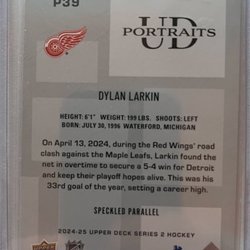 P39
UD
PORTRAITS
DYLAN LARKIN
HEIGHT: 6'1" WEIGHT: 199 LBS. SHOOTS: LEFT
BORN: JULY 30, 1996 WATERFORD, MICHIGAN
On April 13, 2024, during the Red Wings' road
clash against the Maple Leafs, Larkin found the
net in overtime to secure a 5-4 win for Detroit
and keep their playoff hopes alive. This was his
33rd goal of the year, setting a career high.
SPECKLED PARALLEL
UPPER DECK
NHL
2024-25 UPPER DECK SERIES 2 HOCKEY